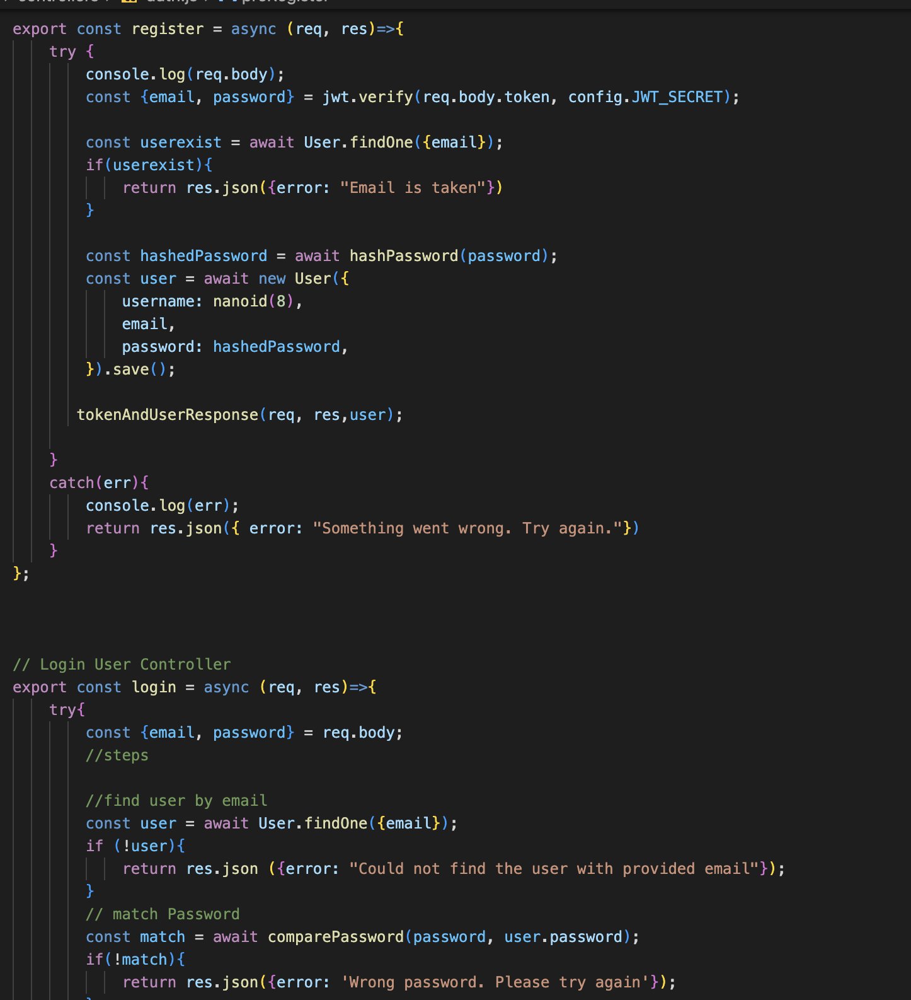 export const register = async (req, res)=>{
try {
console.log(req.body);
const {email, password} = jwt.verify(req.body.token, config.JWT_SECRET);
const userexist = await User.findOne({email});
if(userexist){
return res.json({error: "Email is taken"})
}
const hashedPassword = await hashPassword(password);
const user = await new User({
username: nanoid(8),
email,
password: hashedPassword,
}).save();
tokenAndUserResponse(req, res,user);
}
catch(err){
console.log(err);
return res.json({ error: "Something went wrong. Try again."})
}
};
// Login User Controller
export const login = async (req, res)=>{
try{
const {email, password} = req.body;
//steps
//find user by email
const user = await User.findOne({email});
if (!user){
return res.json ({error: "Could not find the user with provided email"});
}
// match Password
const match = await comparePassword(password, user.password);
if(!match){
return res.json({error: 'Wrong password. Please try again'});